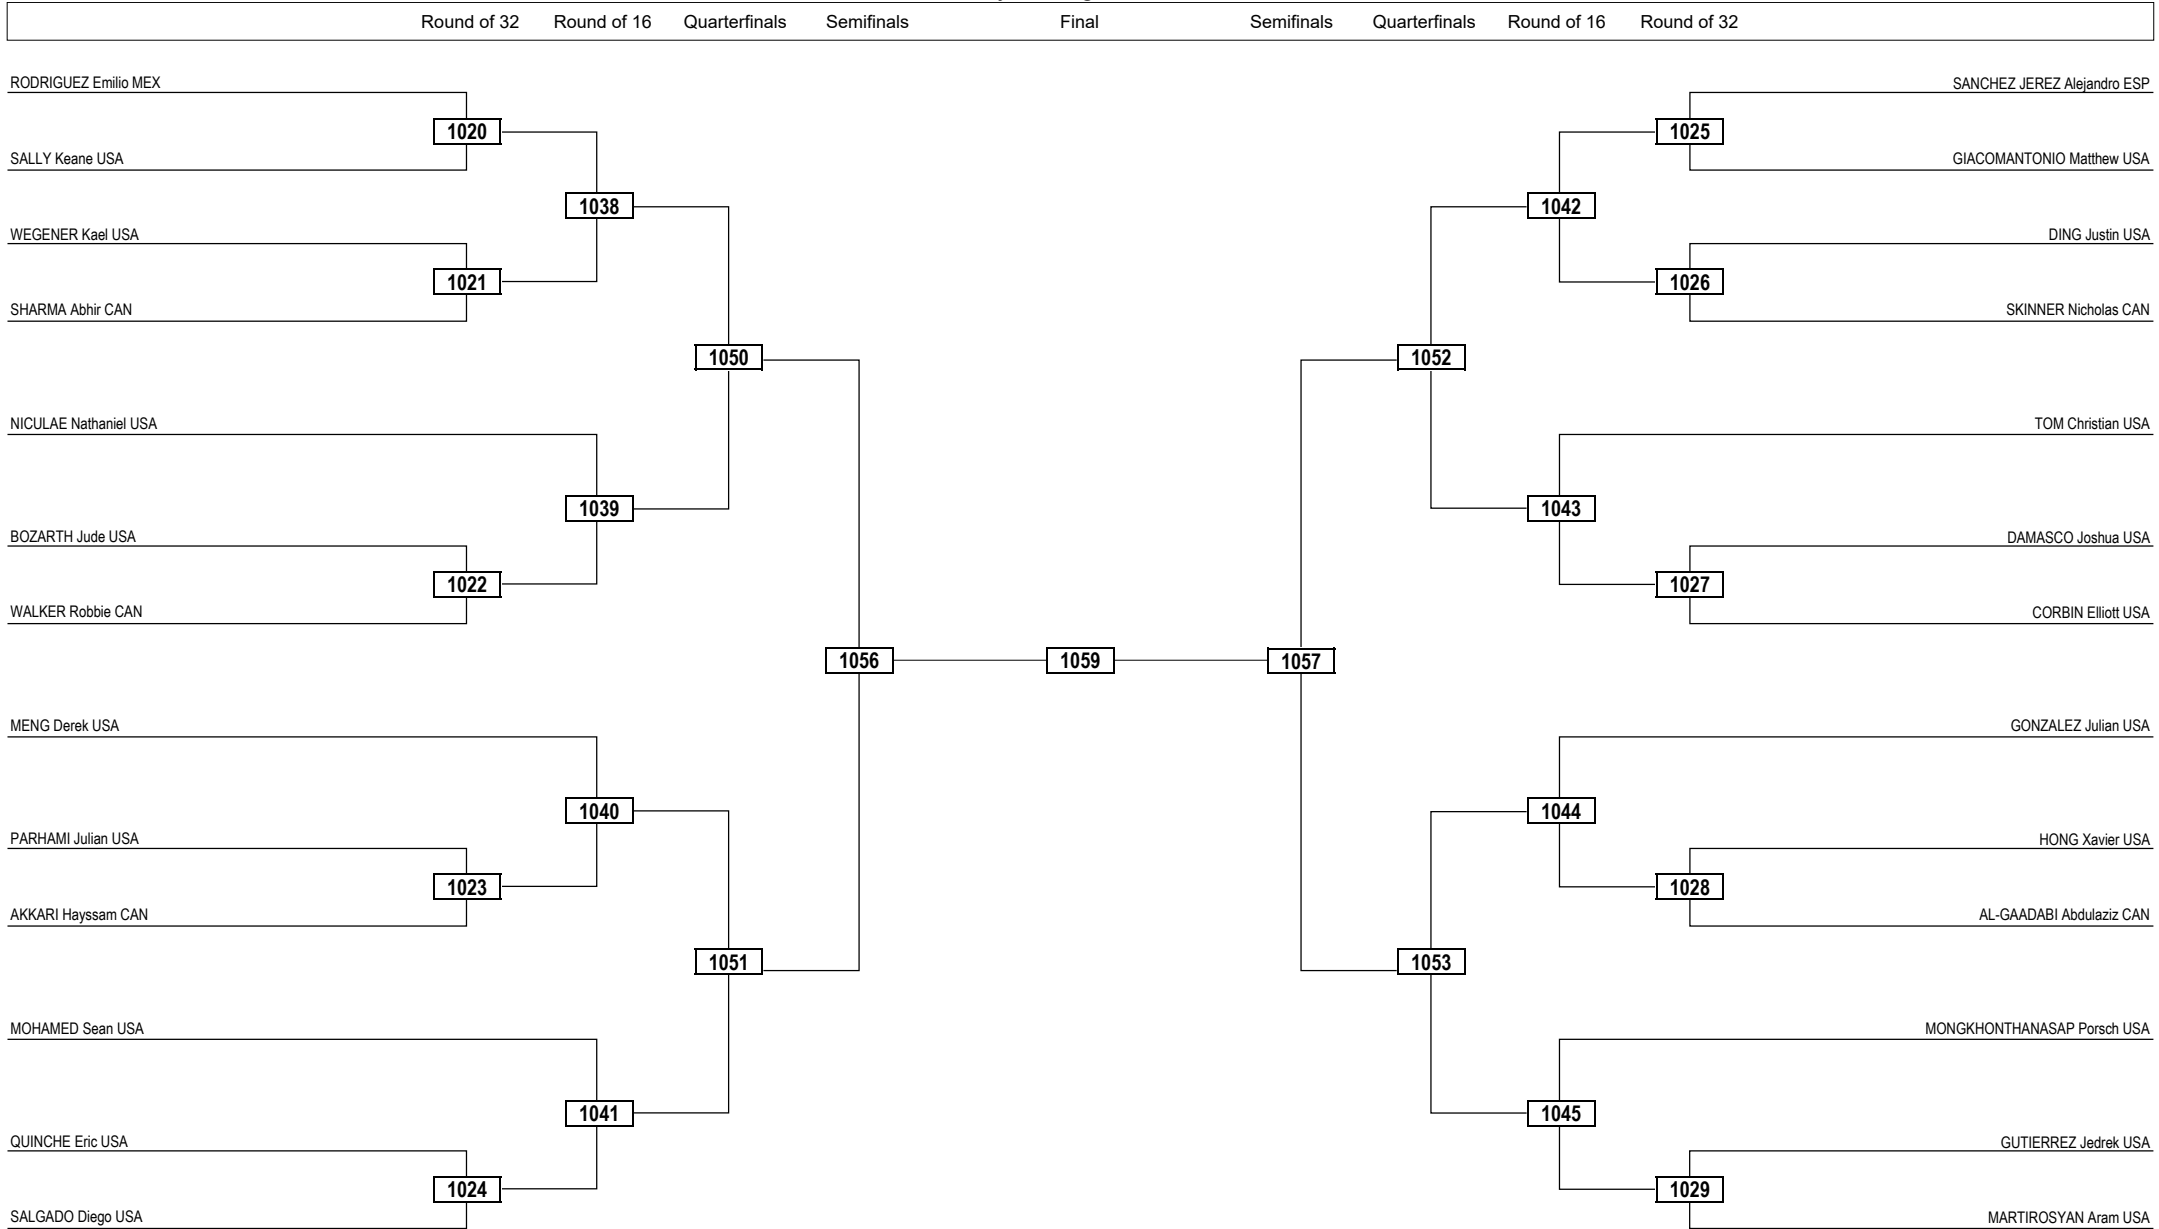 Round of 32 Round of 16 Quarterfinals Semifinals Final Semifinals Quarterfinals Round of 16 Round of 32
RODRIGUEZ Emilio MEX SANCHEZ JEREZ Alejandro ESP
1020 1025
SALLY Keane USA GIACOMANTONIO Matthew USA
1038 1042
WEGENER Kael USA DING Justin USA
1021 1026
SHARMA Abhir CAN SKINNER Nicholas CAN
1050 1052
NICULAE Nathaniel USA TOM Christian USA
1039 1043
BOZARTH Jude USA DAMASCO Joshua USA
1022 1027
WALKER Robbie CAN CORBIN Elliott USA
1056 1059 1057
MENG Derek USA GONZALEZ Julian USA
1040 1044
PARHAMI Julian USA HONG Xavier USA
1023 1028
AKKARI Hayssam CAN AL-GAADABI Abdulaziz CAN
1051 1053
MOHAMED Sean USA MONGKHONTHANASAP Porsch USA
1041 1045
QUINCHE Eric USA GUTIERREZ Jedrek USA
1024 1029
SALGADO Diego USA MARTIROSYAN Aram USA